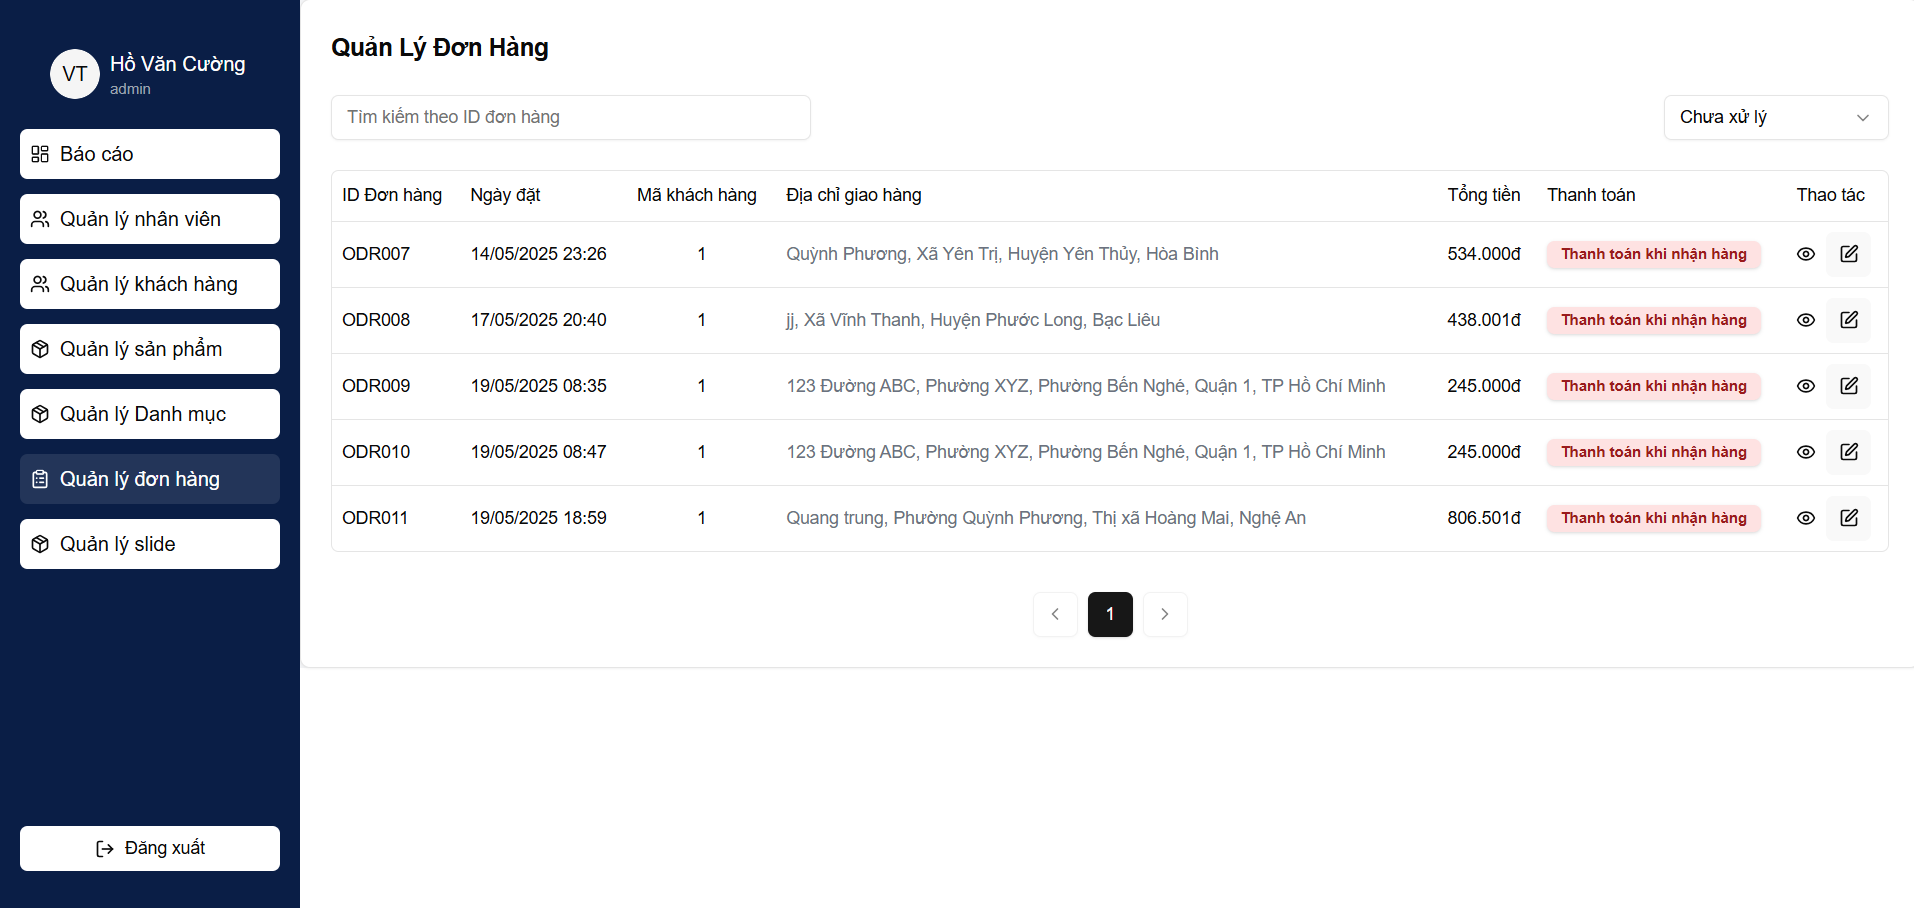 VT
Hồ Văn Cường
admin
Báo cáo
Quản lý nhân viên
Quản lý khách hàng
Quản lý sản phẩm
Quản lý Danh mục
Quản lý đơn hàng
Quản lý slide
Đăng xuất
Quản Lý Đơn Hàng
Tìm kiếm theo ID đơn hàng
Chưa xử lý
ID Đơn hàng Ngày đặt Mã khách hàng Địa chỉ giao hàng Tổng tiền Thanh toán Thao tác
ODR007 14/05/2025 23:26 1 Quỳnh Phương, Xã Yên Trị, Huyện Yên Thủy, Hòa Bình 534.000đ Thanh toán khi nhận hàng
ODR008 17/05/2025 20:40 1 jj, Xã Vĩnh Thanh, Huyện Phước Long, Bạc Liêu 438.001đ Thanh toán khi nhận hàng
ODR009 19/05/2025 08:35 1 123 Đường ABC, Phường XYZ, Phường Bến Nghé, Quận 1, TP Hồ Chí Minh 245.000đ Thanh toán khi nhận hàng
ODR010 19/05/2025 08:47 1 123 Đường ABC, Phường XYZ, Phường Bến Nghé, Quận 1, TP Hồ Chí Minh 245.000đ Thanh toán khi nhận hàng
ODR011 19/05/2025 18:59 1 Quang trung, Phường Quỳnh Phương, Thị xã Hoàng Mai, Nghệ An 806.501đ Thanh toán khi nhận hàng
1